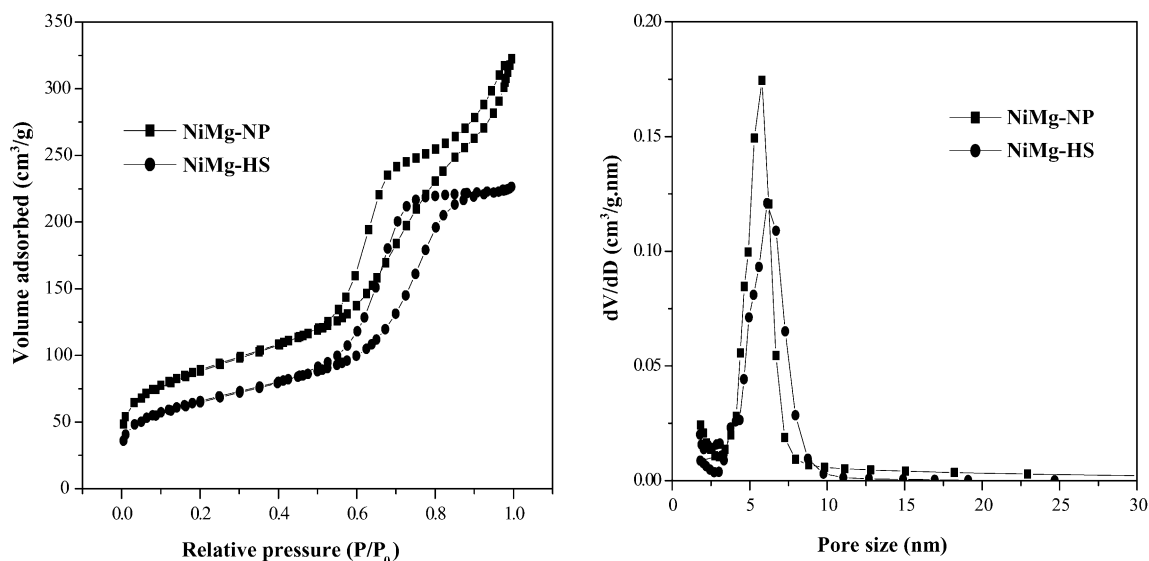 350
300
250
200
150
100
50
0
Volume adsorbed (cm³/g)
NiMg-NP
NiMg-HS
0.0 0.2 0.4 0.6 0.8 1.0
Relative pressure (P/P₀)
0.20
0.15
0.10
0.05
0.00
dV/dD (cm³/g.nm)
NiMg-NP
NiMg-HS
0 5 10 15 20 25 30
Pore size (nm)